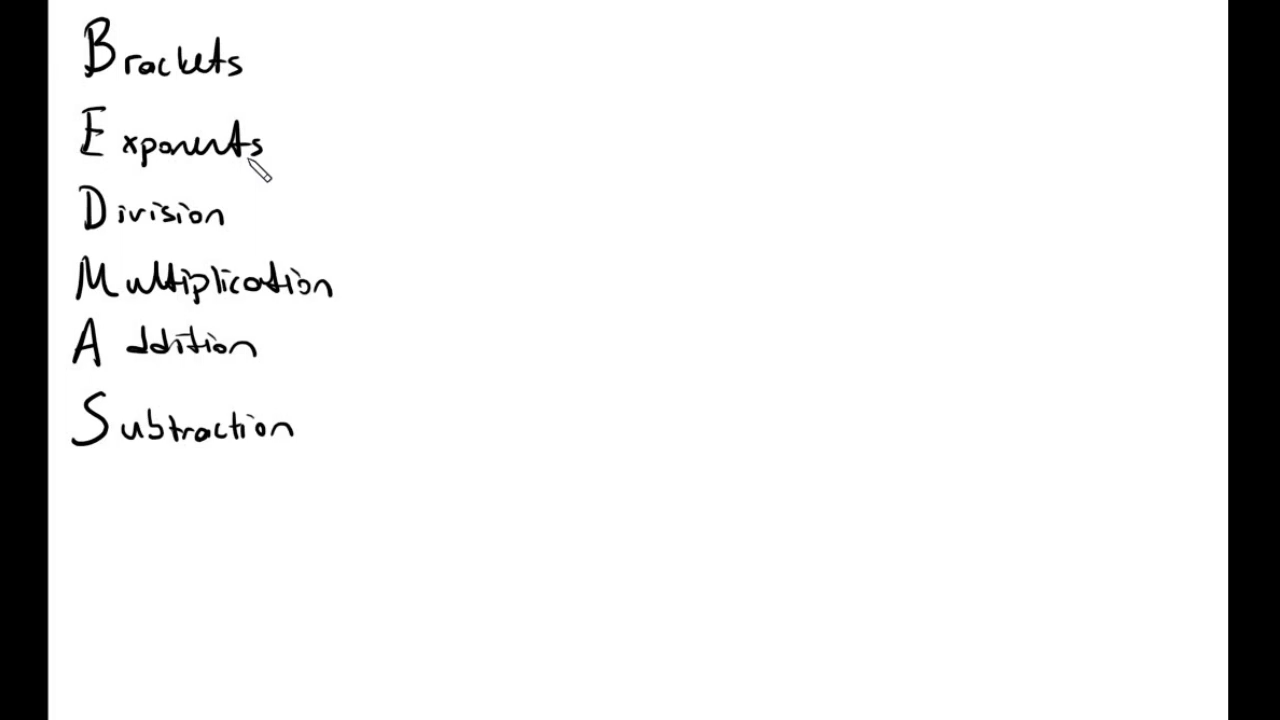 Brackets
Exponents
Division
Multiplication
Addition
Subtraction